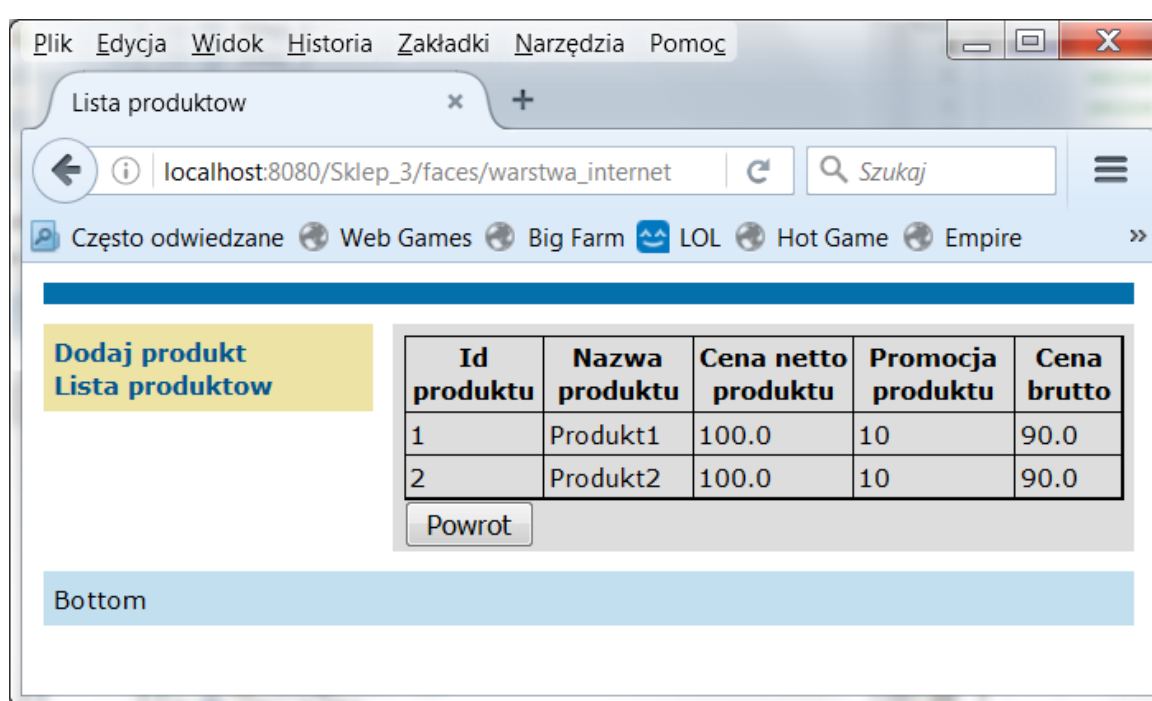 Plik Edycja Widok Historia Zakładki Narzędzia Pomoc
Lista produktow
localhost:8080/Sklep_3/faces/warstwa_internet Szukaj
Często odwiedzane Web Games Big Farm LOL Hot Game Empire »
Dodaj produkt
Lista produktow
Id produktu Nazwa produktu Cena netto produktu Promocja produktu Cena brutto
1 Produkt1 100.0 10 90.0
2 Produkt2 100.0 10 90.0
Powrot
Bottom